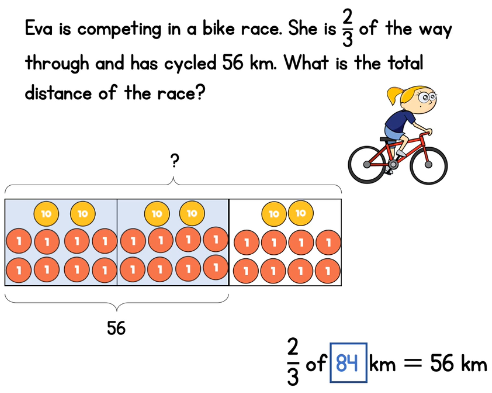 Eva is competing in a bike race. She is 2/3 of the way
through and has cycled 56 km. What is the total
distance of the race?
?
10 10 10 10 10 10
1 1 1 1 1 1 1 1 1 1 1 1
1 1 1 1 1 1 1 1 1 1 1 1
56
2/3 of 84 km = 56 km